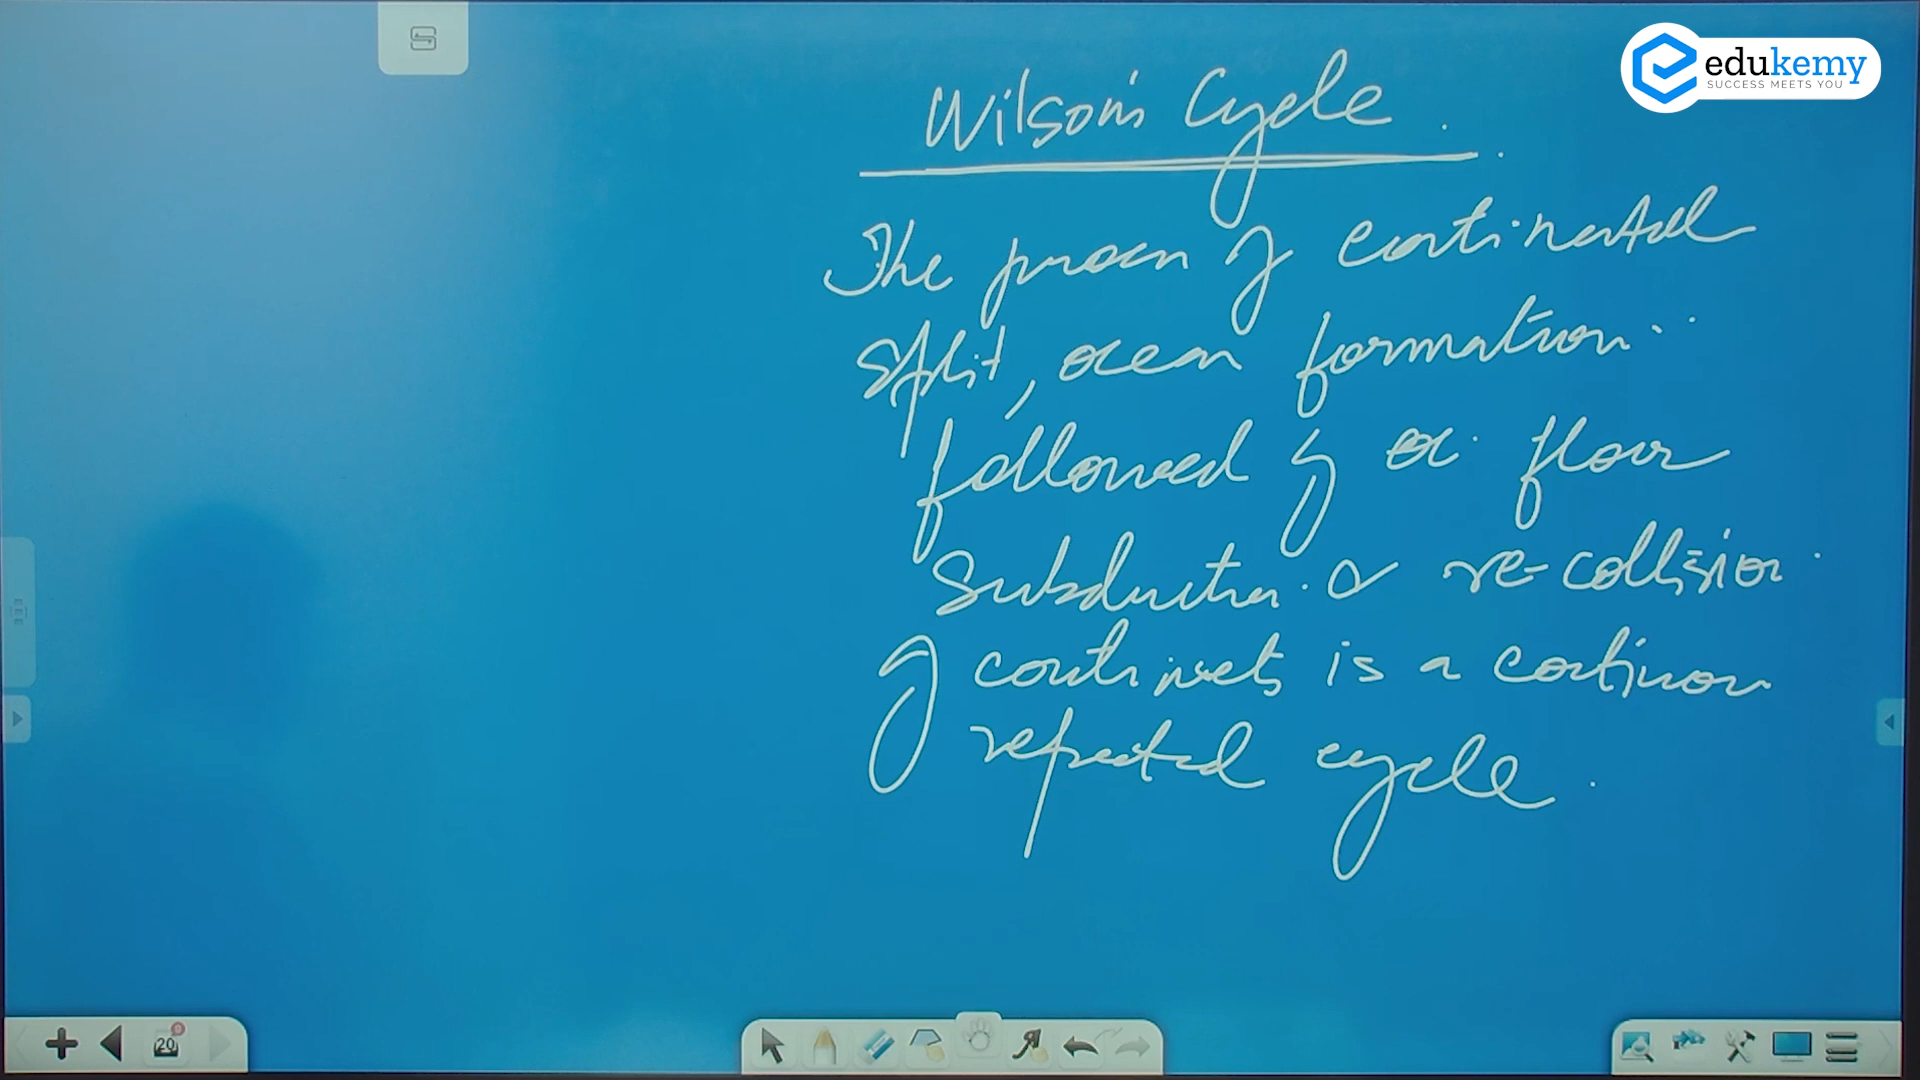 edukemy
SUCCESS MEETS YOU
Wilson's Cycle.
The process of continental
split, ocean formation
followed by oc. floor
subduction & re-collision
of continents is a continuous
repeated cycle.
20